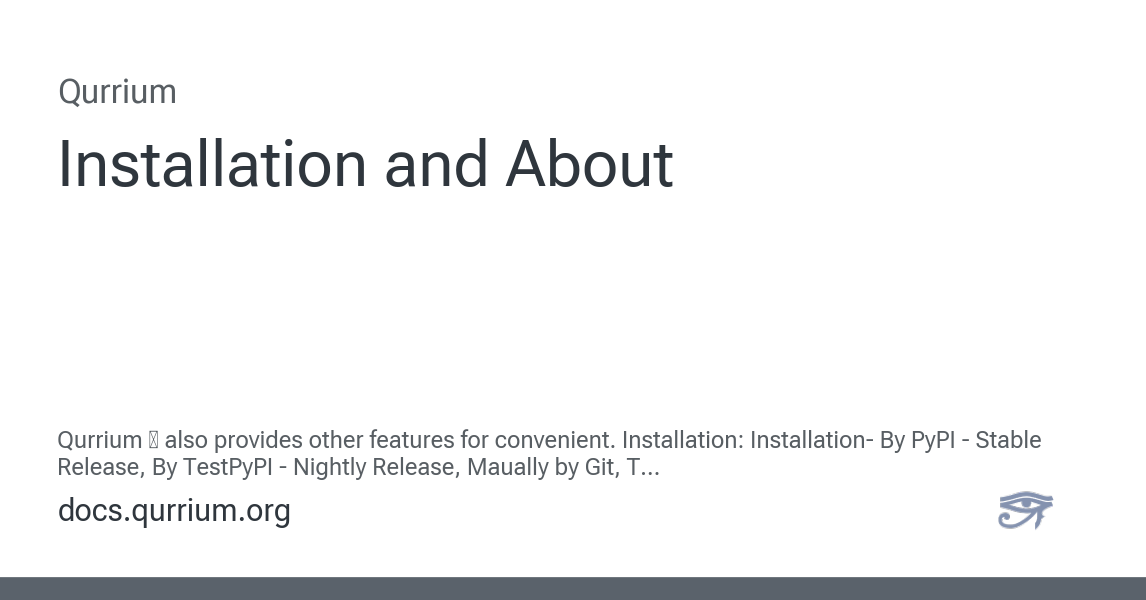 Qurrium
Installation and About
Qurrium also provides other features for convenient. Installation: Installation- By PyPI - Stable
Release, By TestPyPI - Nightly Release, Maually by Git, T...
docs.qurrium.org